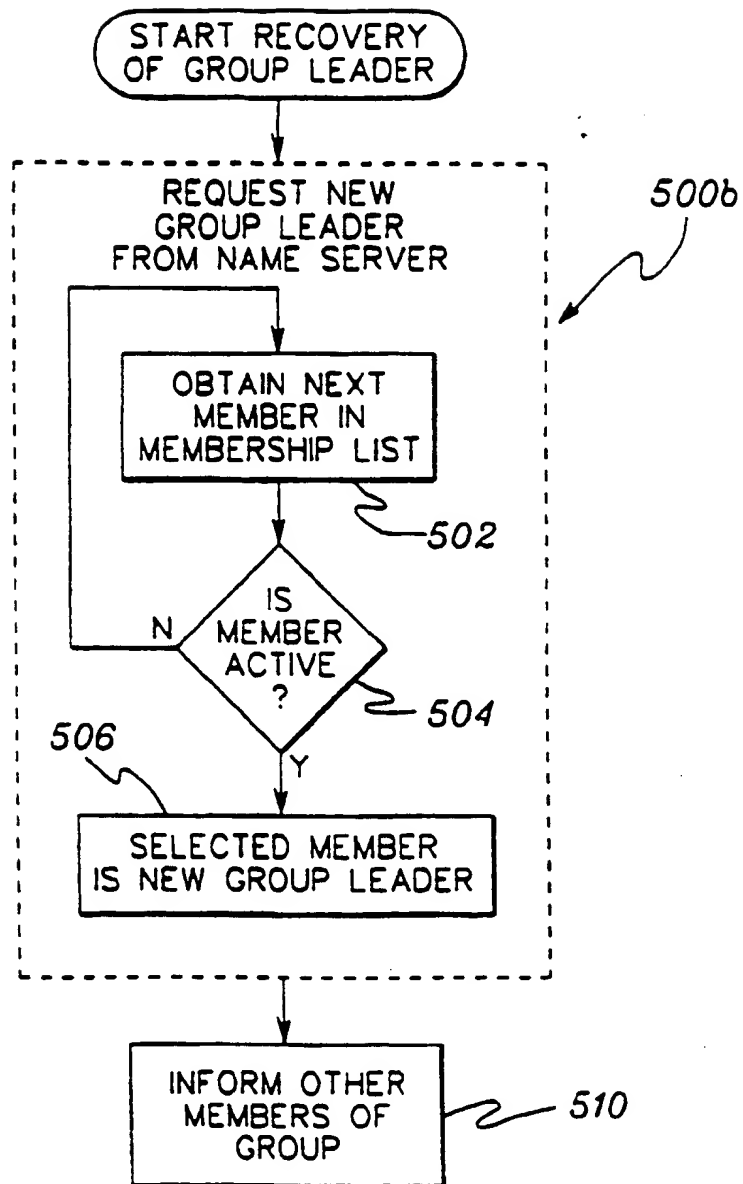 START RECOVERY
OF GROUP LEADER
REQUEST NEW
GROUP LEADER
FROM NAME SERVER
500b
OBTAIN NEXT
MEMBER IN
MEMBERSHIP LIST
502
IS
MEMBER
ACTIVE
?
N
504
Y
506
SELECTED MEMBER
IS NEW GROUP LEADER
INFORM OTHER
MEMBERS OF
GROUP
510